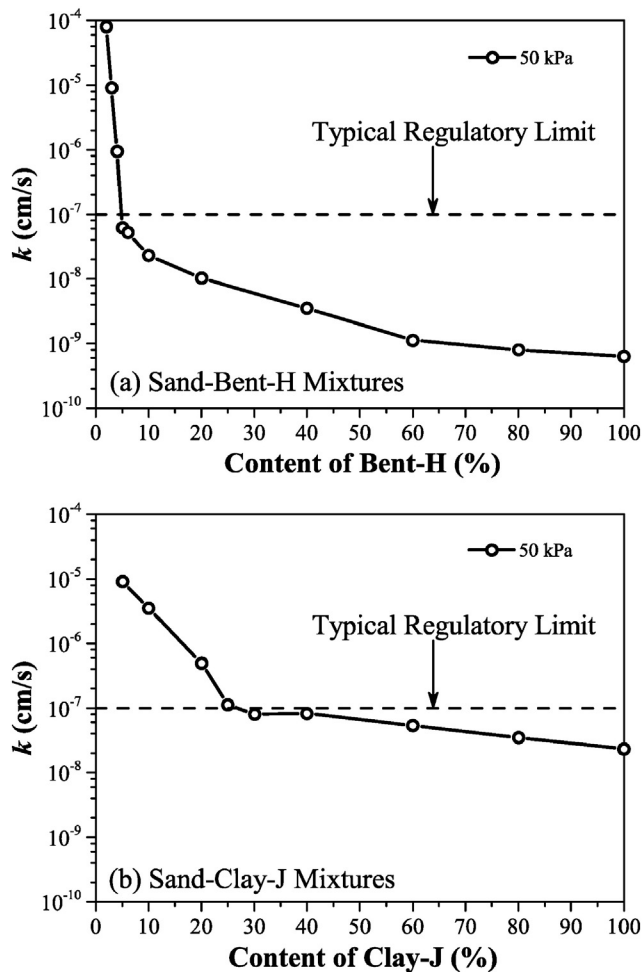 10⁻⁴
50 kPa
10⁻⁵
Typical Regulatory Limit
10⁻⁶
10⁻⁷
k (cm/s)
10⁻⁸
10⁻⁹
(a) Sand-Bent-H Mixtures
10⁻¹⁰
0 10 20 30 40 50 60 70 80 90 100
Content of Bent-H (%)
10⁻⁴
50 kPa
10⁻⁵
Typical Regulatory Limit
10⁻⁶
10⁻⁷
k (cm/s)
10⁻⁸
10⁻⁹
(b) Sand-Clay-J Mixtures
10⁻¹⁰
0 10 20 30 40 50 60 70 80 90 100
Content of Clay-J (%)